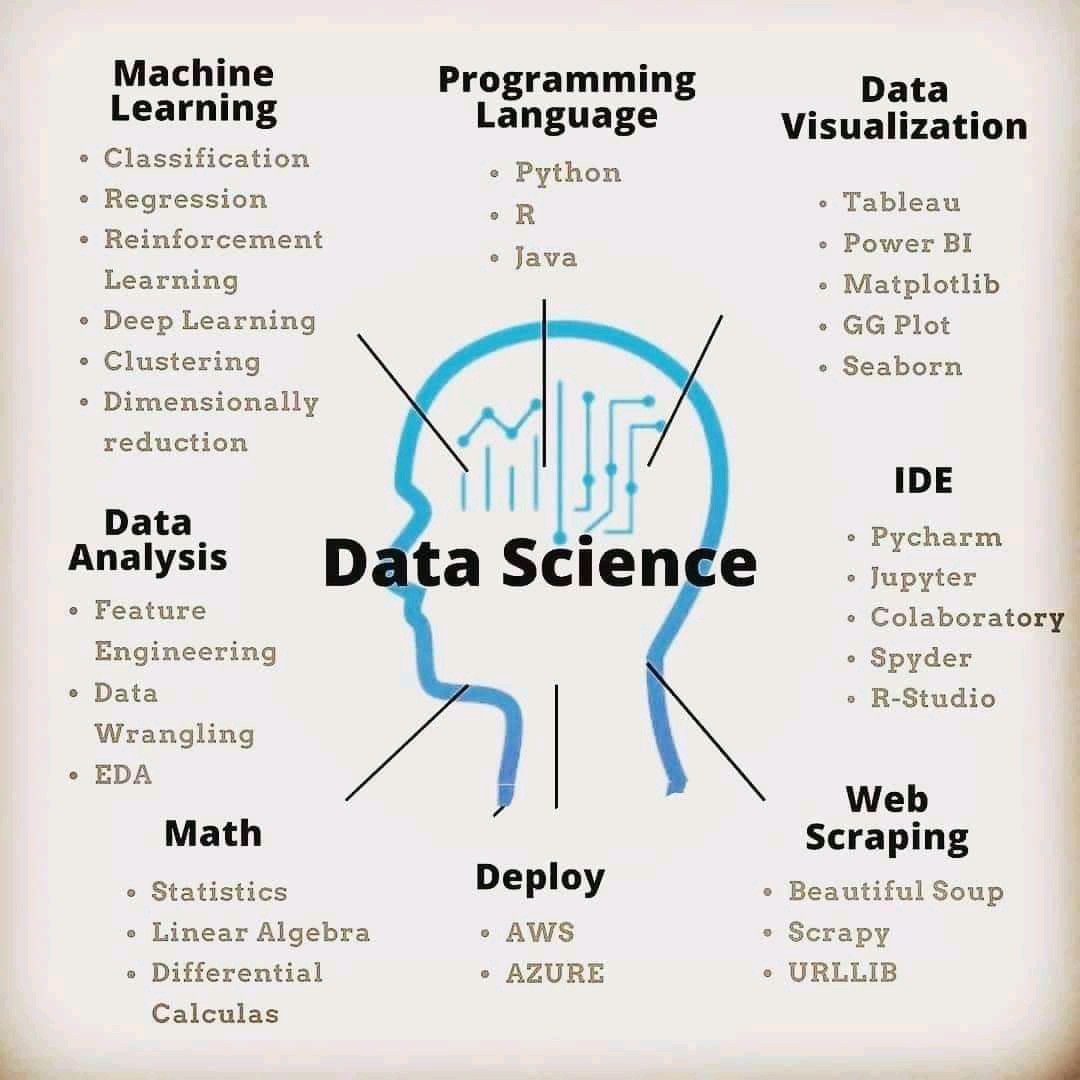 Machine
Learning
• Classification
• Regression
• Reinforcement
Learning
• Deep Learning
• Clustering
• Dimensionally
reduction
Programming
Language
• Python
• R
• Java
Data
Visualization
• Tableau
• Power BI
• Matplotlib
• GG Plot
• Seaborn
Data Science
IDE
• Pycharm
• Jupyter
• Colaboratory
• Spyder
• R-Studio
Data
Analysis
• Feature
Engineering
• Data
Wrangling
• EDA
Math
• Statistics
• Linear Algebra
• Differential
Calculas
Deploy
• AWS
• AZURE
Web
Scraping
• Beautiful Soup
• Scrapy
• URLLIB